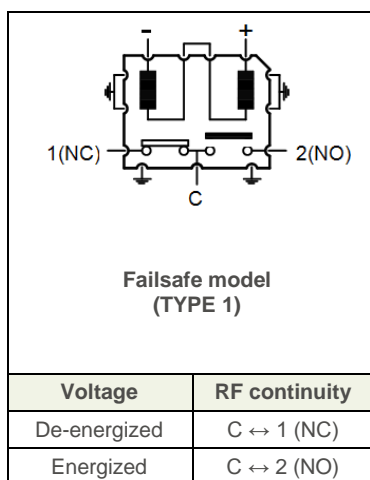 - +
1(NC) 2(NO)
C
Failsafe model
(TYPE 1)
Voltage RF continuity
De-energized C ↔ 1 (NC)
Energized C ↔ 2 (NO)